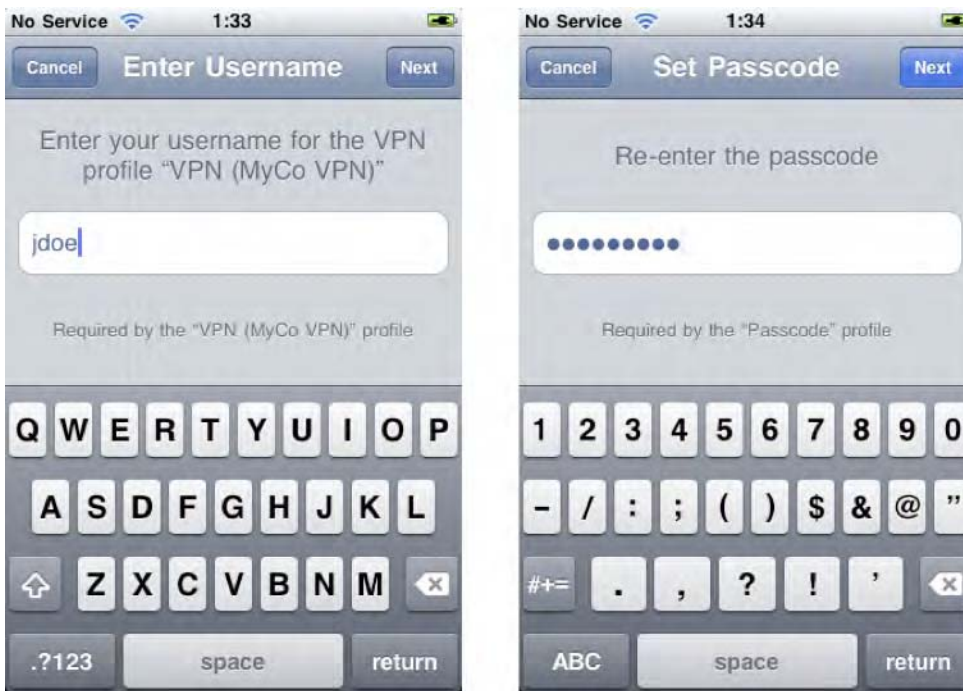 No Service 1:33
Cancel Enter Username Next
Enter your username for the VPN
profile “VPN (MyCo VPN)”
jdoe
Required by the “VPN (MyCo VPN)” profile
Q W E R T Y U I O P
A S D F G H J K L
Z X C V B N M
.?123 space return
No Service 1:34
Cancel Set Passcode Next
Re-enter the passcode
•••••••••
Required by the “Passcode” profile
1 2 3 4 5 6 7 8 9 0
- / : ; ( ) $ & @ ”
#+= . , ? ! ’
ABC space return